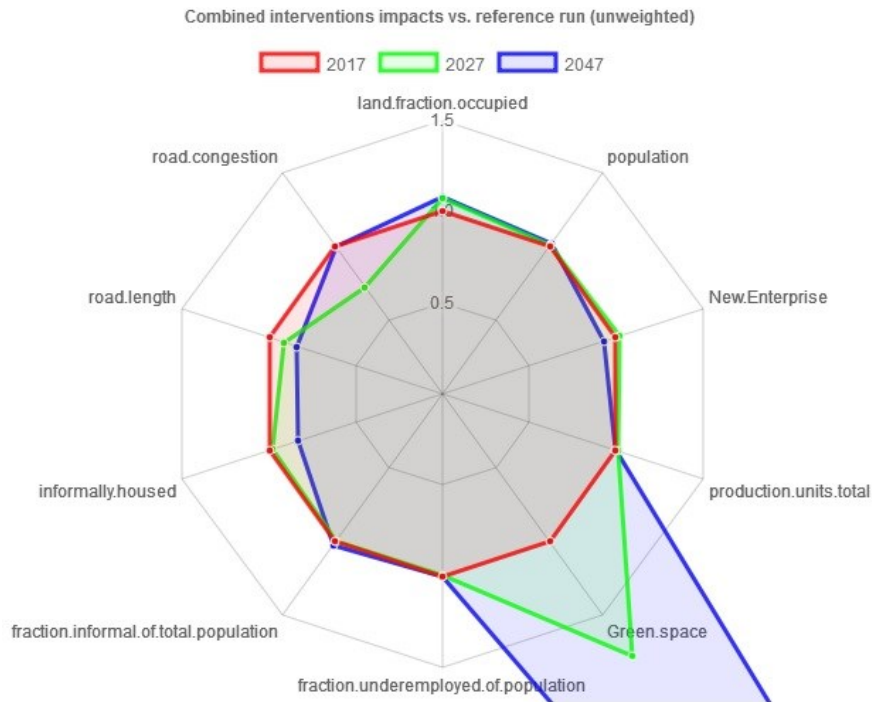 Combined interventions impacts vs. reference run (unweighted)
2017 2027 2047
land.fraction.occupied
1.5
road.congestion
population
0.5
road.length
New.Enterprise
informally.housed
production.units.total
fraction.informal.of.total.population
Green.space
fraction.underemployed.of.population